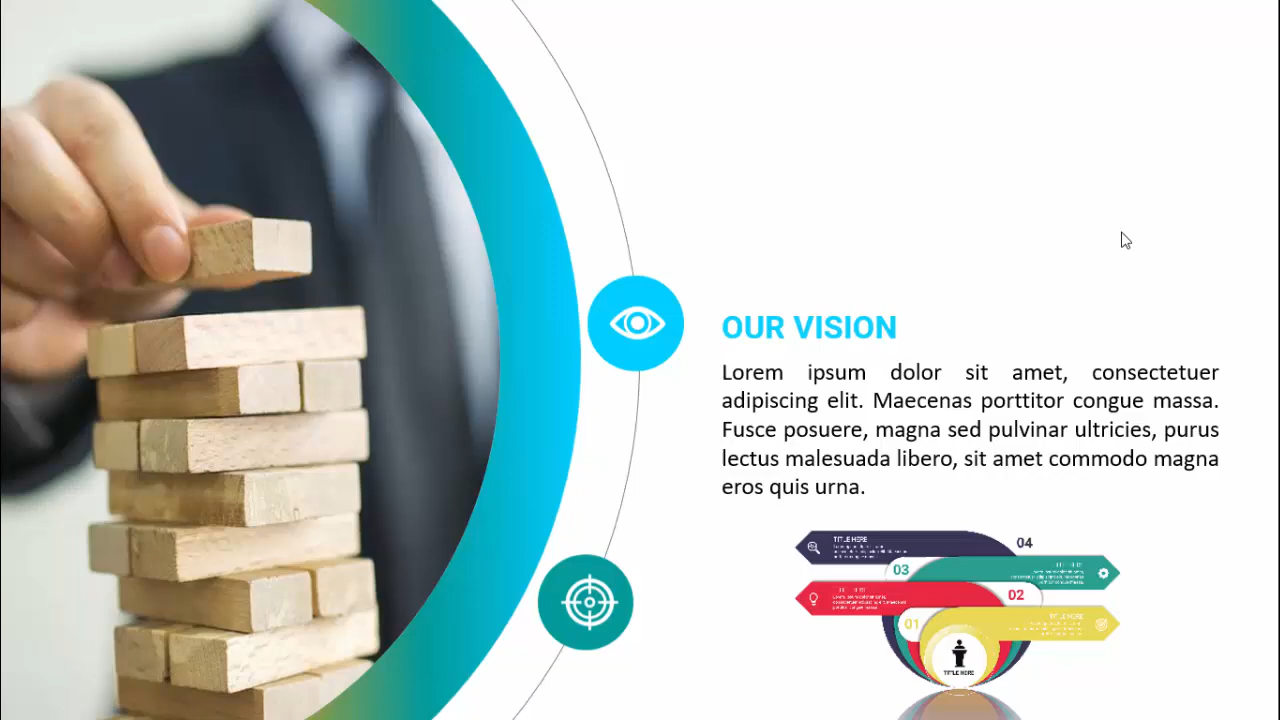 OUR VISION
Lorem ipsum dolor sit amet, consectetuer
adipiscing elit. Maecenas porttitor congue massa.
Fusce posuere, magna sed pulvinar ultricies, purus
lectus malesuada libero, sit amet commodo magna
eros quis urna.
TITLE HERE
04
03
02
01
TITLE HERE
TITLE HERE